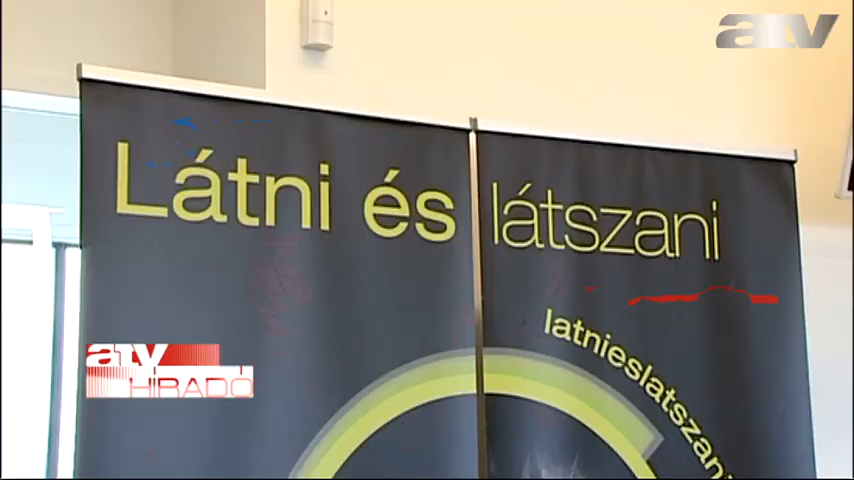 atv
Látni és látszani
latnieslatszani
atv
HÍRADÓ